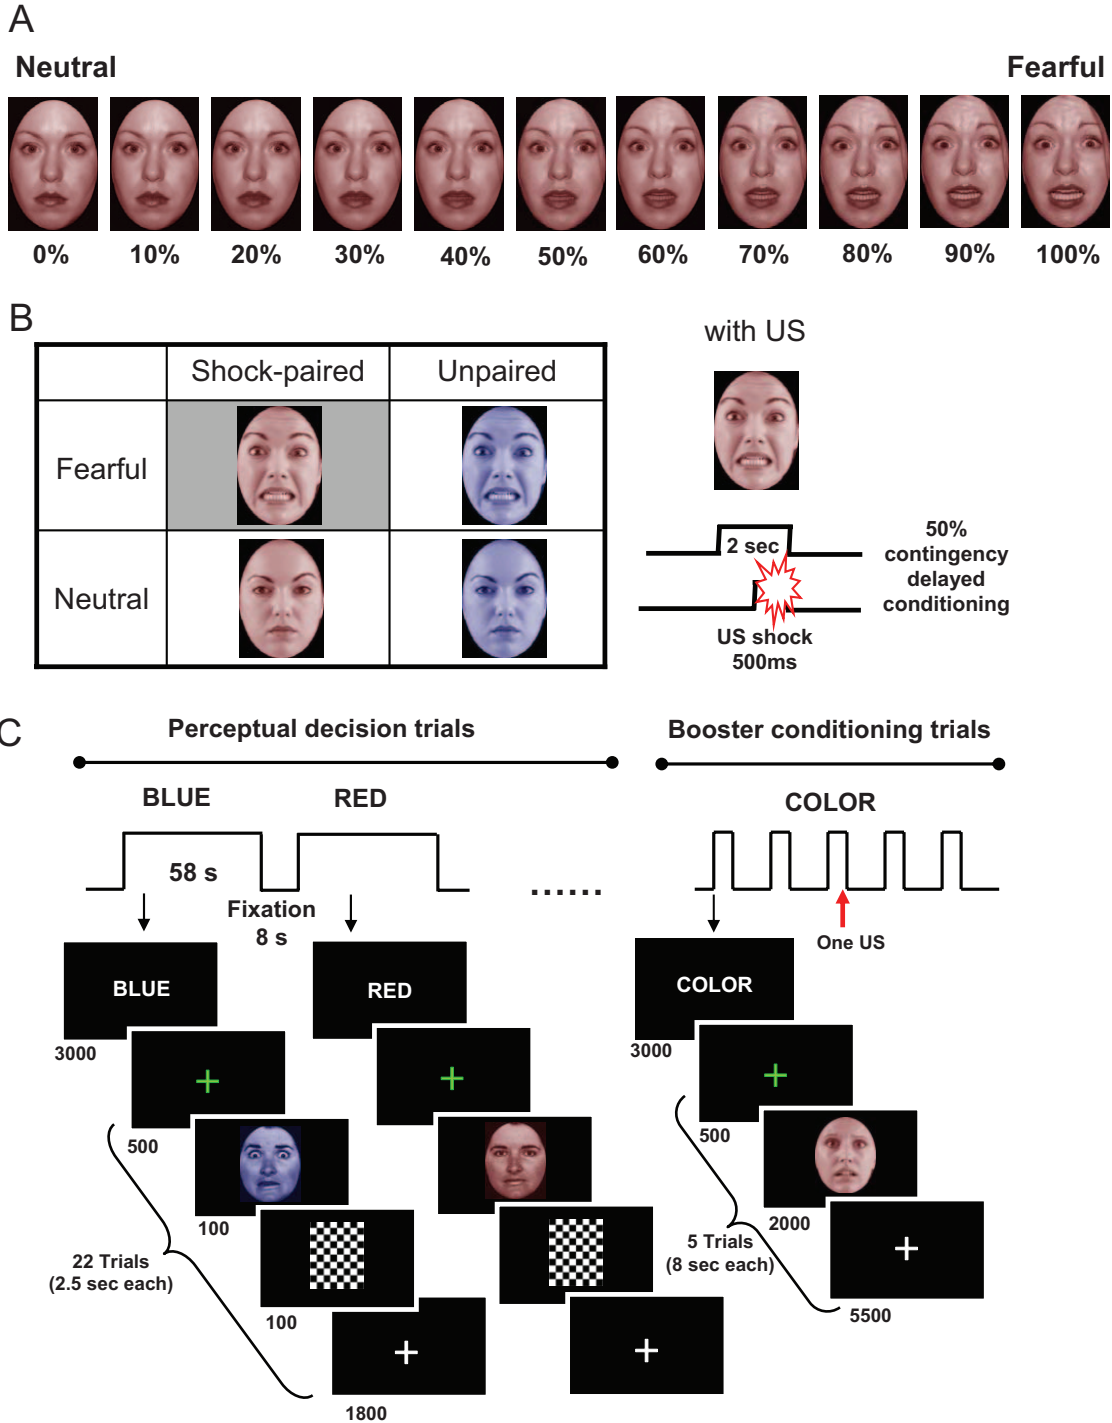 A
Neutral
Fearful
0% 10% 20% 30% 40% 50% 60% 70% 80% 90% 100%
B
Shock-paired
Unpaired
Fearful
Neutral
with US
2 sec
50%
contingency
delayed
conditioning
US shock
500ms
C
Perceptual decision trials
BLUE
RED
58 s
Fixation
8 s
......
BLUE
RED
3000
500
100
100
1800
22 Trials
(2.5 sec each)
Booster conditioning trials
COLOR
One US
COLOR
3000
500
2000
5500
5 Trials
(8 sec each)